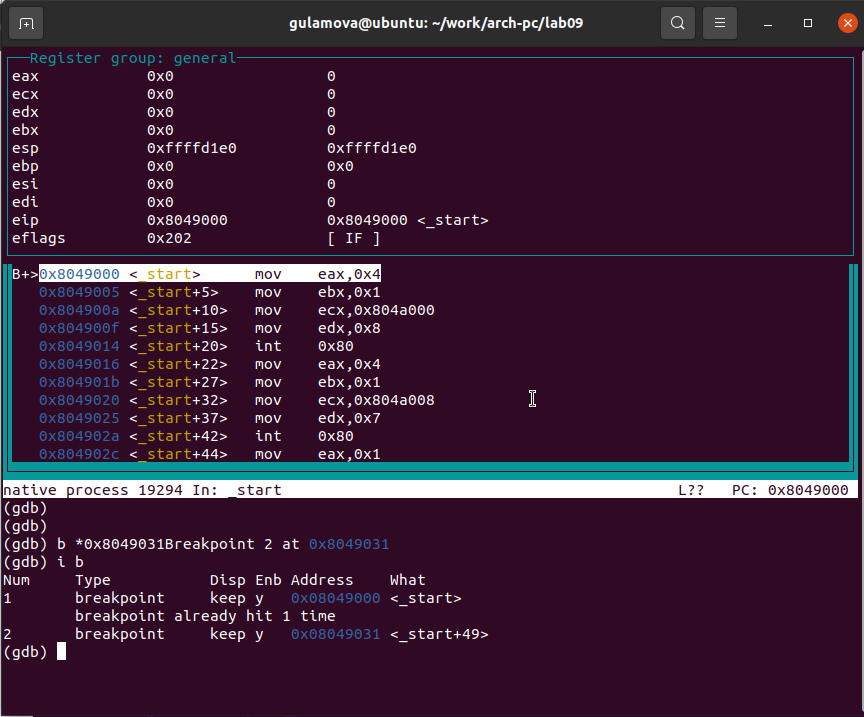 gulamova@ubuntu: ~/work/arch-pc/lab09
Register group: general
eax 0x0 0
ecx 0x0 0
edx 0x0 0
ebx 0x0 0
esp 0xffffd1e0 0xffffd1e0
ebp 0x0 0x0
esi 0x0 0
edi 0x0 0
eip 0x8049000 0x8049000 <_start>
eflags 0x202 [ IF ]
B+>0x8049000 <_start> mov eax,0x4
0x8049005 <_start+5> mov ebx,0x1
0x804900a <_start+10> mov ecx,0x804a000
0x804900f <_start+15> mov edx,0x8
0x8049014 <_start+20> int 0x80
0x8049016 <_start+22> mov eax,0x4
0x804901b <_start+27> mov ebx,0x1
0x8049020 <_start+32> mov ecx,0x804a008
0x8049025 <_start+37> mov edx,0x7
0x804902a <_start+42> int 0x80
0x804902c <_start+44> mov eax,0x1
native process 19294 In: _start L?? PC: 0x8049000
(gdb)
(gdb)
(gdb) b *0x8049031Breakpoint 2 at 0x8049031
(gdb) i b
Num Type Disp Enb Address What
1 breakpoint keep y 0x08049000 <_start>
breakpoint already hit 1 time
2 breakpoint keep y 0x08049031 <_start+49>
(gdb)